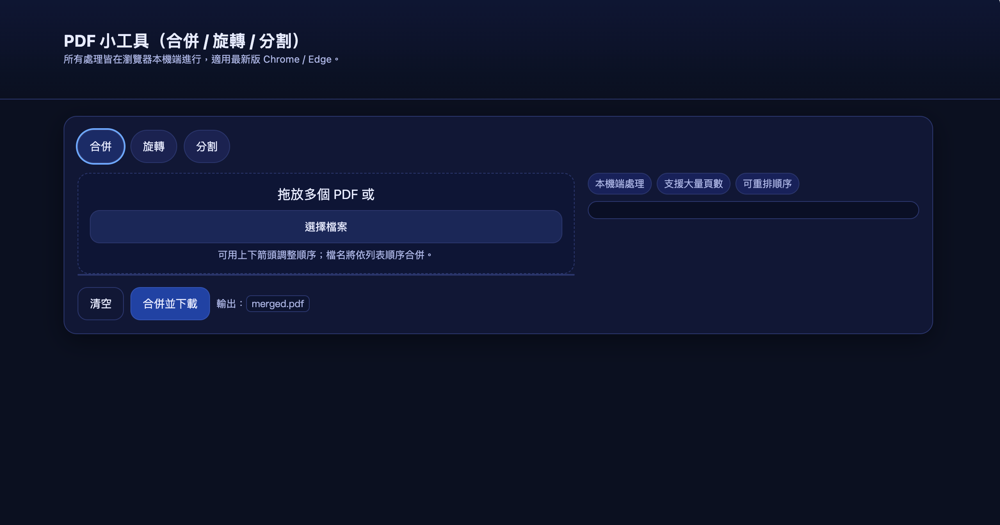 PDF 小工具（合併 / 旋轉 / 分割）
所有處理皆在瀏覽器本機端進行，適用最新版 Chrome / Edge。
合併
旋轉
分割
拖放多個 PDF 或
選擇檔案
可用上下箭頭調整順序；檔名將依列表順序合併。
清空
合併並下載
輸出：merged.pdf
本機端處理
支援大量頁數
可重排順序